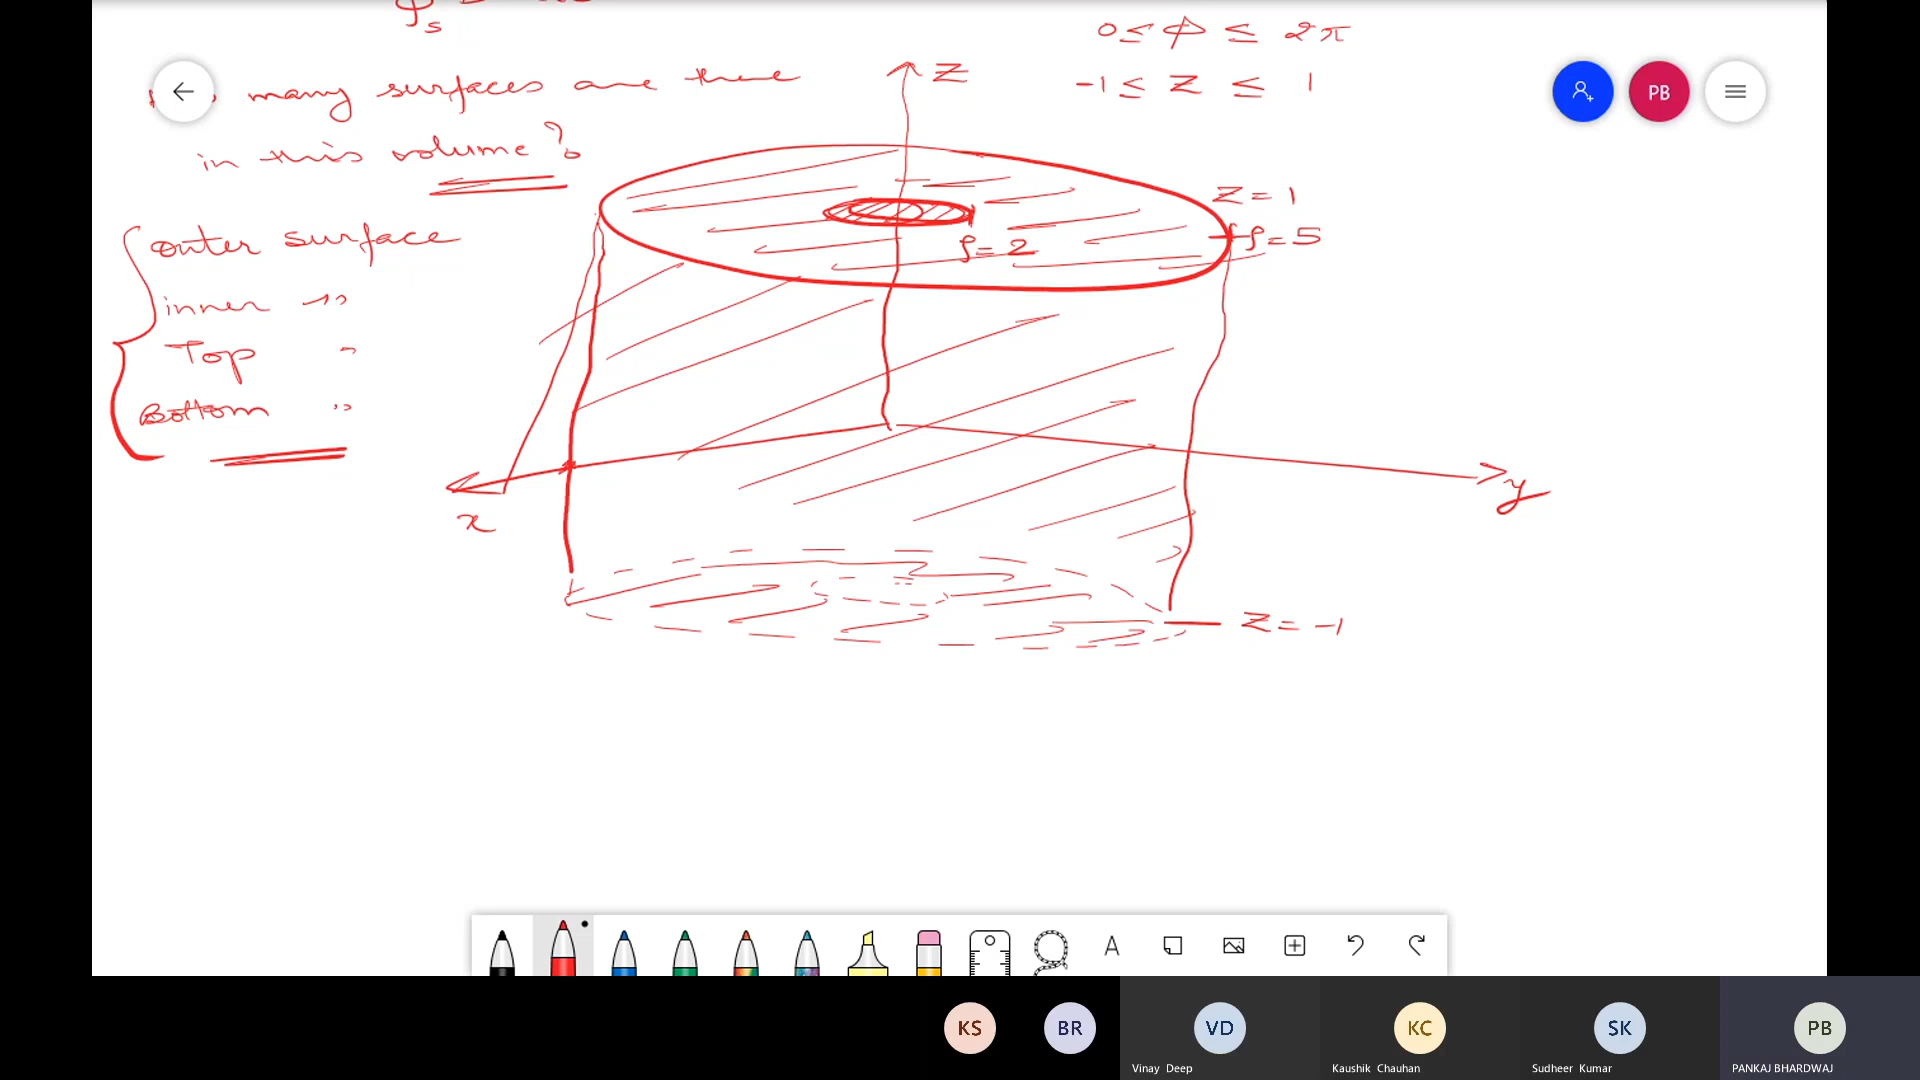 0 ≤ φ ≤ 2π
many surfaces are there
-1 ≤ Z ≤ 1
in this volume?
Z
PB
Z = 1
outer surface
ρ = 5
ρ = 2
inner "
Top "
Bottom "
x
y
Z = -1
A
KS
BR
VD
KC
SK
PB
Vinay Deep
Kaushik Chauhan
Sudheer Kumar
PANKAJ BHARDWAJ